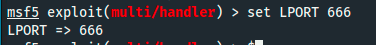 msf5 exploit(multi/handler) > set LPORT 666
LPORT => 666